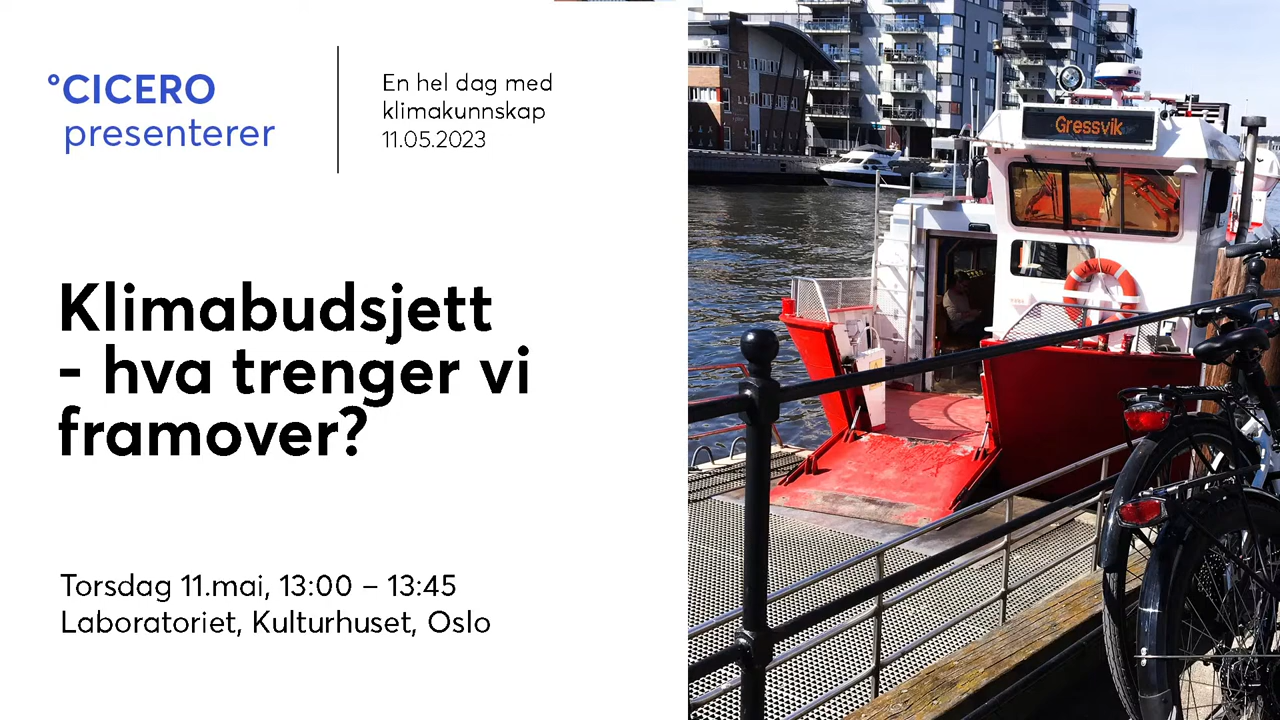 °CICERO
presenterer
En hel dag med
klimakunnskap
11.05.2023
Klimabudsjett
- hva trenger vi
framover?
Torsdag 11.mai, 13:00 – 13:45
Laboratoriet, Kulturhuset, Oslo
Gressvik